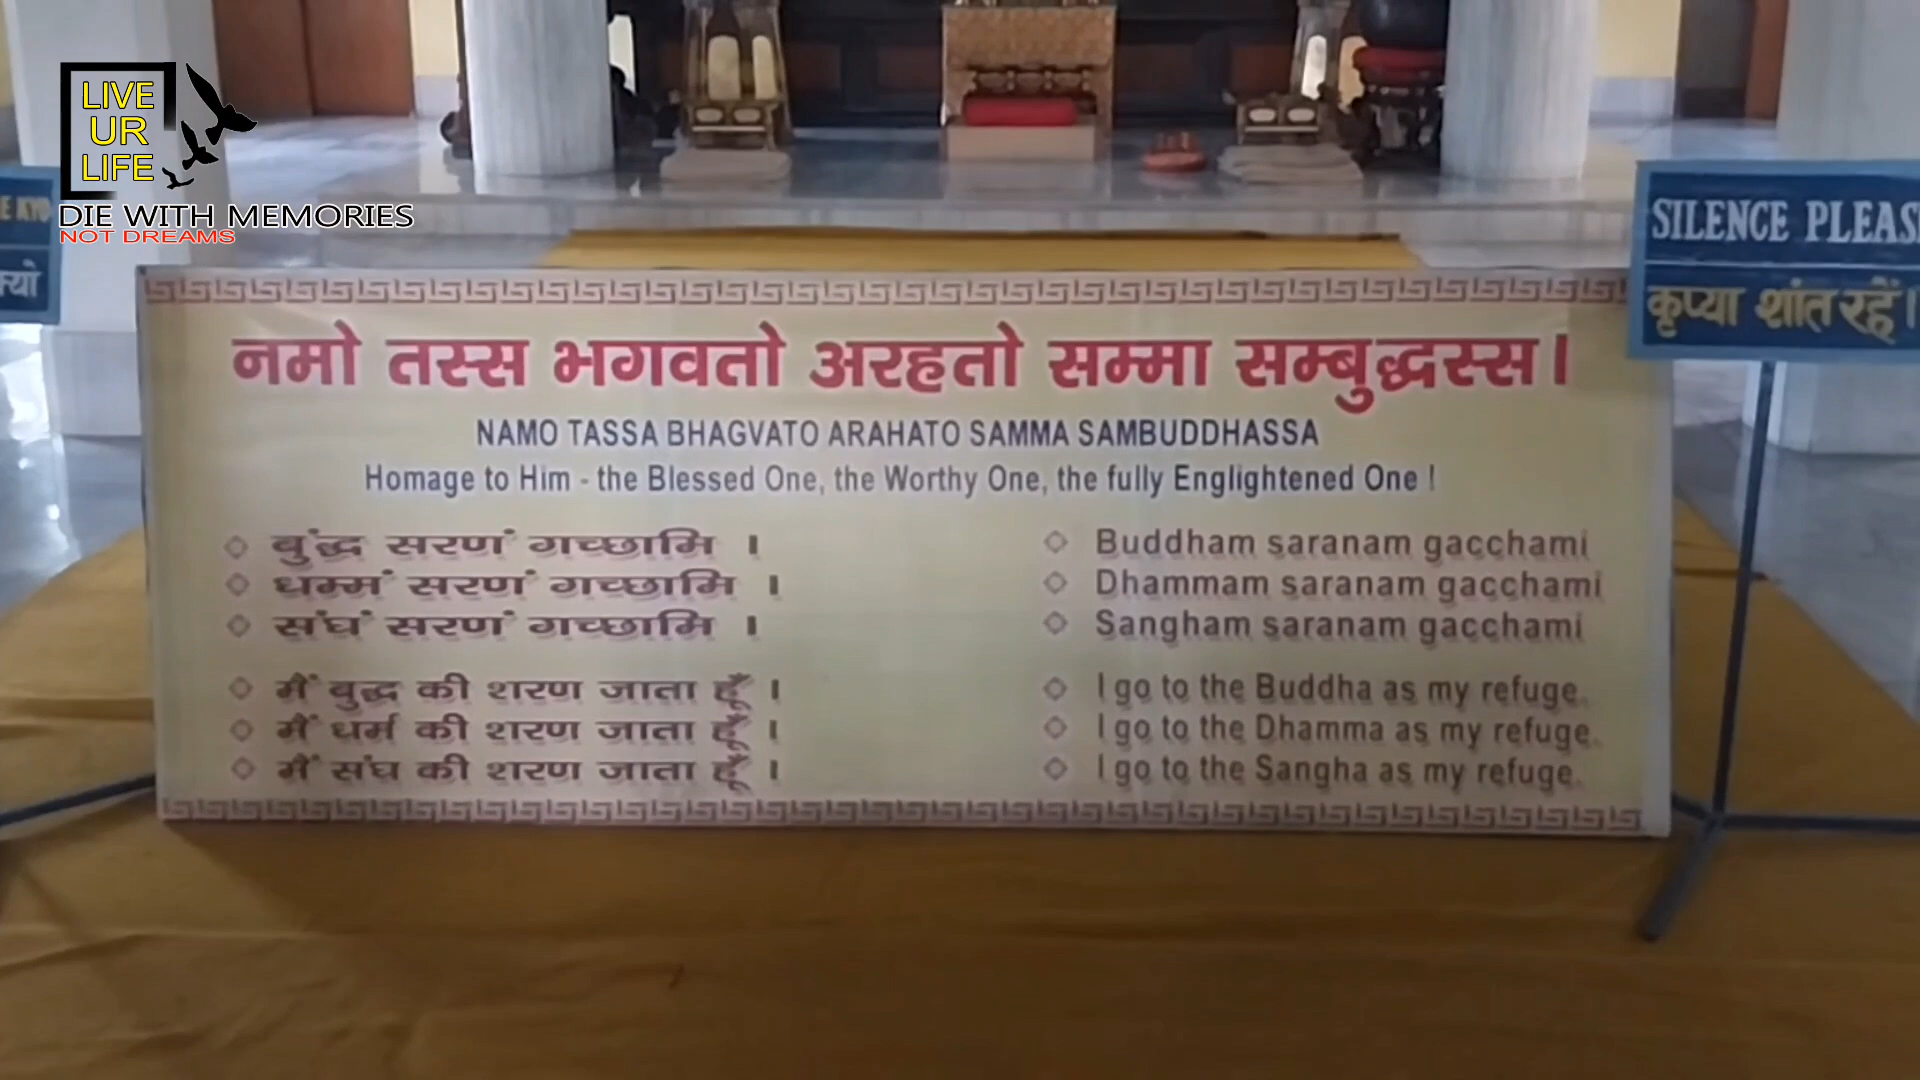 LIVE
UR
LIFE
DIE WITH MEMORIES
NOT DREAMS
SILENCE PLEAS
कृप्या शांत रहें।
नमो तस्स भगवतो अरहतो सम्मा सम्बुद्धस्स।
NAMO TASSA BHAGVATO ARAHATO SAMMA SAMBUDDHASSA
Homage to Him - the Blessed One, the Worthy One, the fully Englightened One !
बुंद्ध सरणं गच्छामि ।
धम्मं सरणं गच्छामि ।
संघं सरणं गच्छामि ।
मैं बुद्ध की शरण जाता हूँ ।
मैं धर्म की शरण जाता हूँ ।
मैं संघ की शरण जाता हूँ ।
Buddham saranam gacchami
Dhammam saranam gacchami
Sangham saranam gacchami
I go to the Buddha as my refuge.
I go to the Dhamma as my refuge.
I go to the Sangha as my refuge.